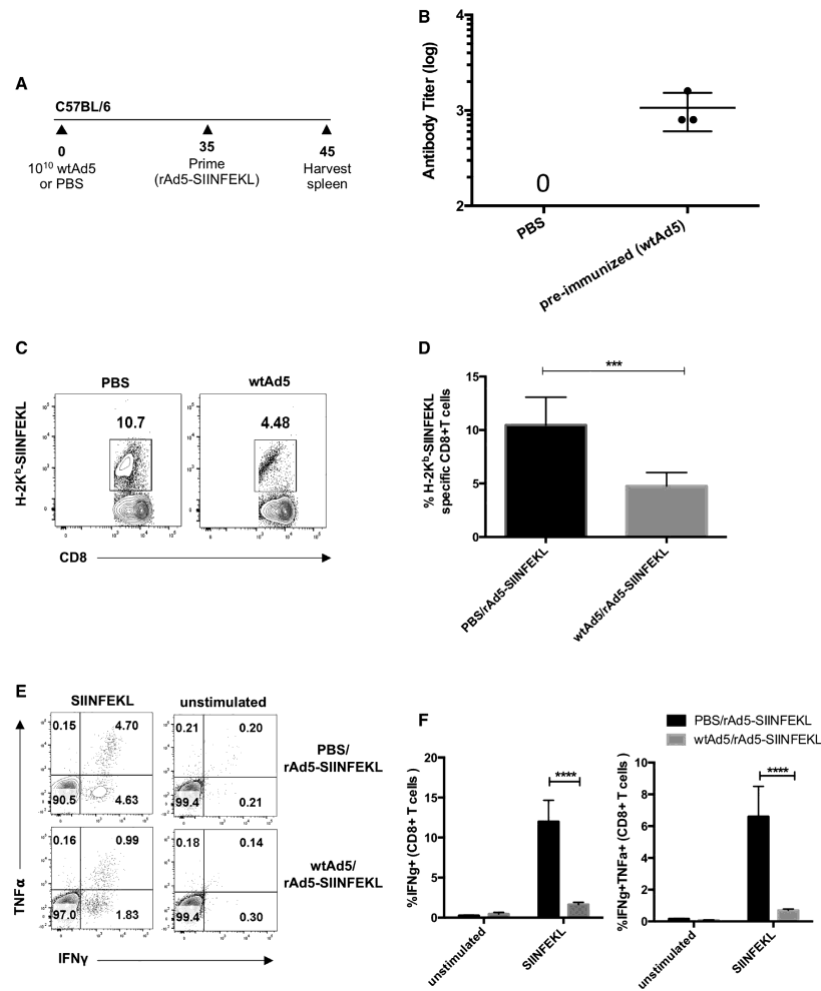 A
C57BL/6
0
10¹⁰ wtAd5
or PBS
35
Prime
(rAd5-SIINFEKL)
45
Harvest
spleen
B
Antibody Titer (log)
4
3
2
0
PBS
pre-immunized (wtAd5)
C
PBS
wtAd5
10.7
4.48
H-2Kᵇ-SIINFEKL
CD8
D
***
% H-2Kᵇ-SIINFEKL
specific CD8+T cells
15
10
5
0
PBS/rAd5-SIINFEKL
wtAd5/rAd5-SIINFEKL
E
SIINFEKL
unstimulated
0.15 4.70
90.5 4.63
0.21 0.20
99.4 0.21
PBS/
rAd5-SIINFEKL
0.16 0.99
97.0 1.83
0.18 0.14
99.4 0.30
wtAd5/
rAd5-SIINFEKL
TNFα
IFNγ
F
PBS/rAd5-SIINFEKL
wtAd5/rAd5-SIINFEKL
%IFNg+ (CD8+ T cells )
20
15
10
5
0
****
unstimulated
SIINFEKL
%IFNg+TNFa+ (CD8+ T cells )
10
8
6
4
2
0
****
unstimulated
SIINFEKL